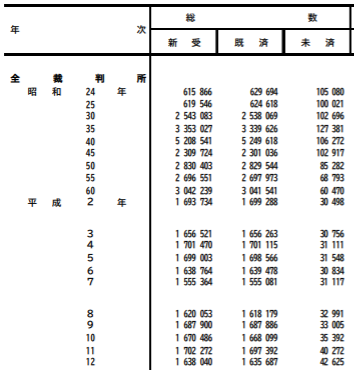 年 次 総 数
新 受 既 済 未 済
全 裁 判 所
昭 和 24 年 615 866 629 694 105 080
25 619 546 624 618 100 021
30 2 543 083 2 538 069 102 696
35 3 353 027 3 339 626 127 381
40 5 208 541 5 249 618 106 272
45 2 309 724 2 301 036 102 917
50 2 830 403 2 829 544 85 282
55 2 696 551 2 697 973 68 793
60 3 042 239 3 041 541 60 470
平 成 2 年 1 693 734 1 699 288 30 498
3 1 656 521 1 656 263 30 756
4 1 701 470 1 701 115 31 111
5 1 699 003 1 698 566 31 548
6 1 638 764 1 639 478 30 834
7 1 555 364 1 555 081 31 117
8 1 620 053 1 618 179 32 991
9 1 687 900 1 687 886 33 005
10 1 670 486 1 668 099 35 392
11 1 702 272 1 697 392 40 272
12 1 638 040 1 635 687 42 625